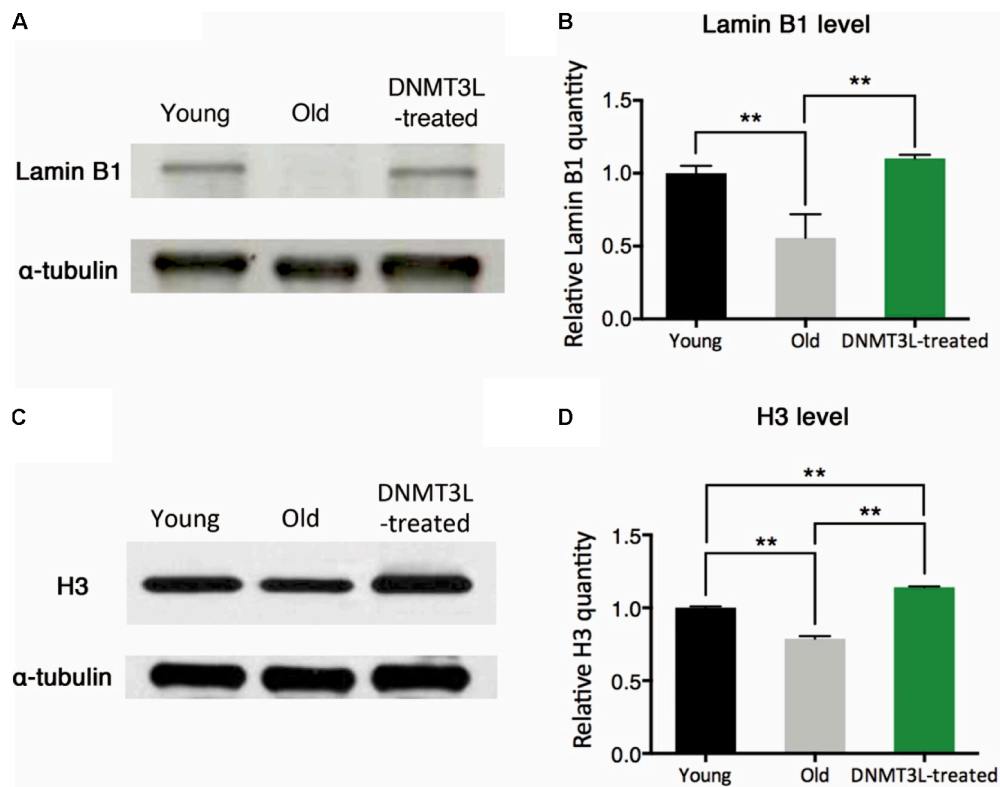 A
Young
Old
DNMT3L
-treated
Lamin B1
α-tubulin
B
Lamin B1 level
Relative Lamin B1 quantity
1.5
1.0
0.5
0.0
**
**
Young
Old
DNMT3L-treated
C
Young
Old
DNMT3L
-treated
H3
α-tubulin
D
H3 level
Relative H3 quantity
1.5
1.0
0.5
0.0
**
**
**
Young
Old
DNMT3L-treated